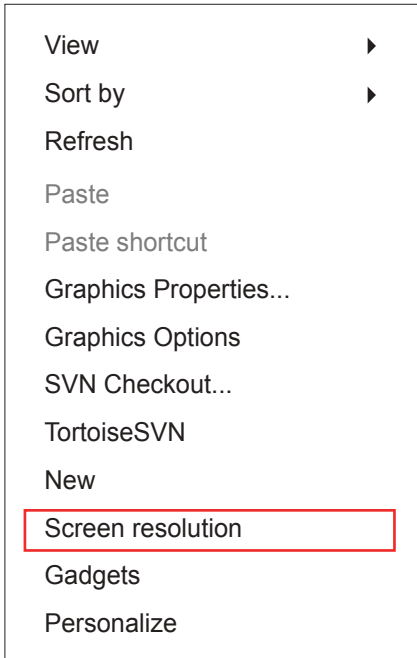 View
Sort by
Refresh
Paste
Paste shortcut
Graphics Properties...
Graphics Options
SVN Checkout...
TortoiseSVN
New
Screen resolution
Gadgets
Personalize